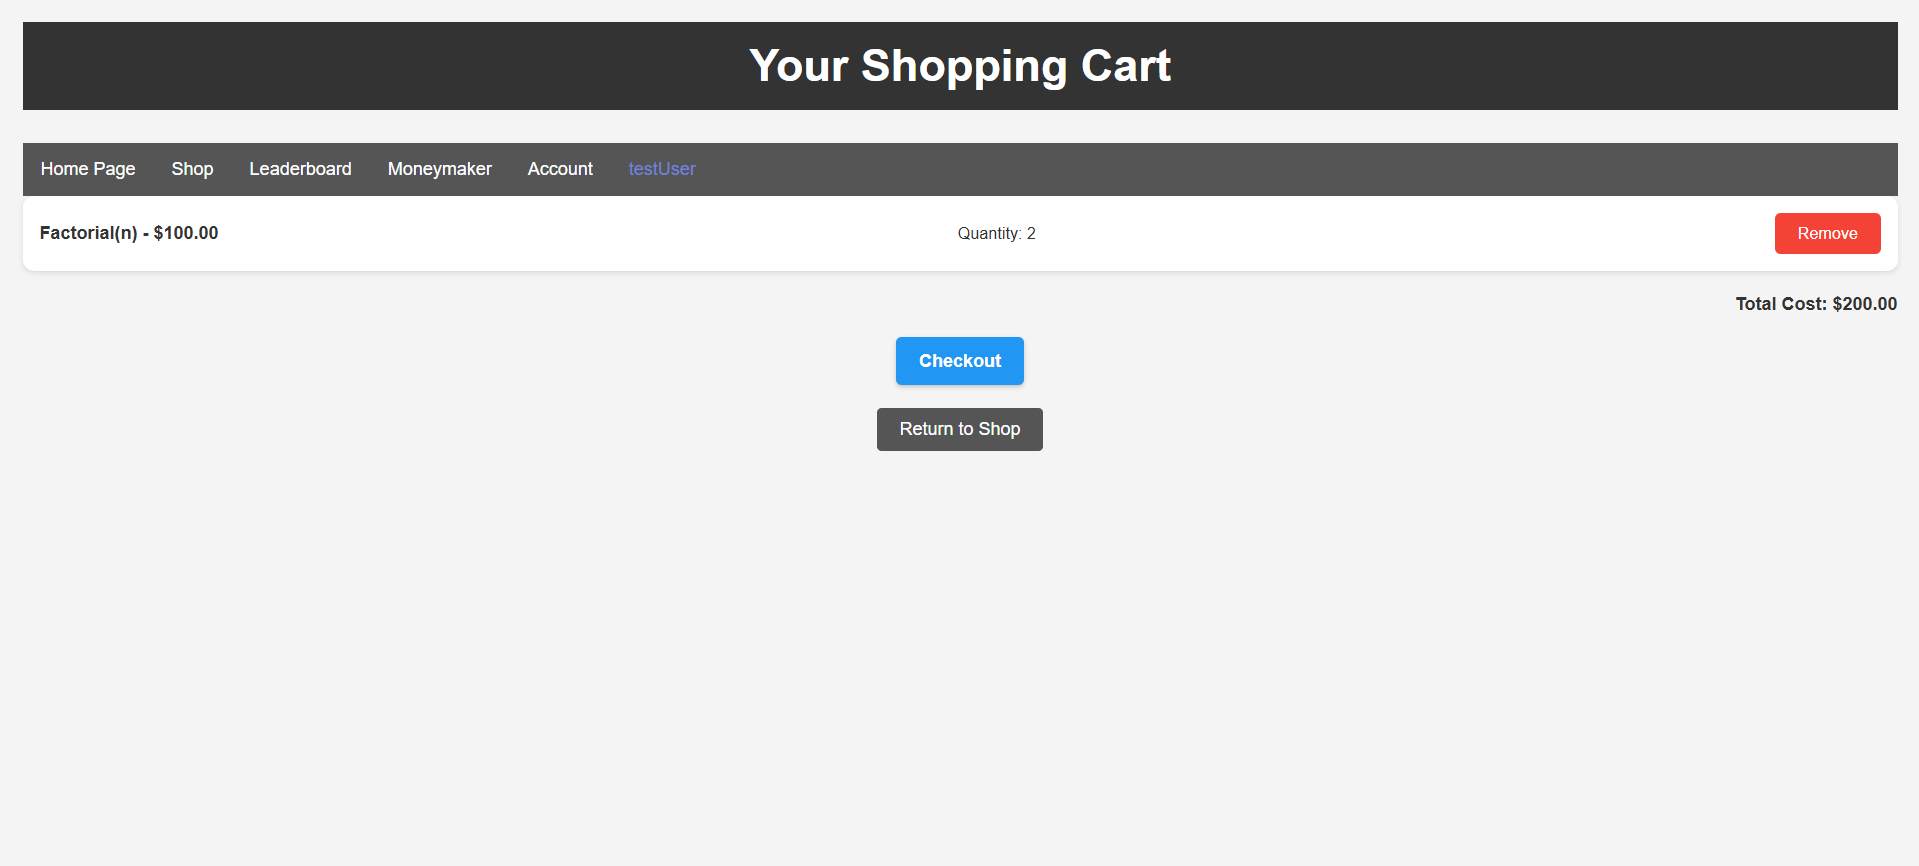 Your Shopping Cart
Home Page Shop Leaderboard Moneymaker Account testUser
Factorial(n) - $100.00 Quantity: 2 Remove
Total Cost: $200.00
Checkout
Return to Shop